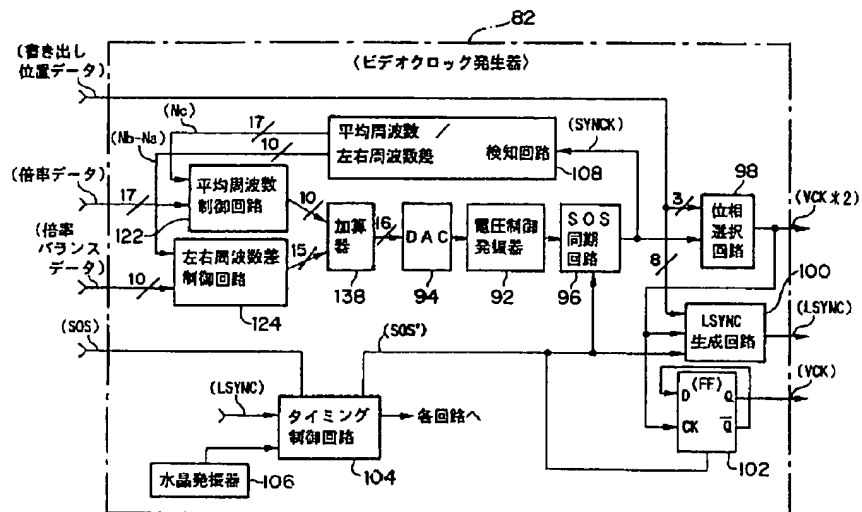 82
(書き出し
位置データ)
〈ビデオクロック発生器〉
(Nc)
17
(Nb-Na)
10
平均周波数 /
左右周波数差
検知回路
108
(SYNCK)
(倍率データ)
17
平均周波数
制御回路
122
10
(倍率
バランス
データ)
10
左右周波数差
制御回路
124
15
加算
器
138
16
DAC
94
電圧制御
発振器
92
SOS
同期
回路
96
3
98
位相
選択
回路
(VCK×2)
8
100
LSYNC
生成回路
(LSYNC)
(SOS)
(SOS')
(LSYNC)
タイミング
制御回路
104
各回路へ
水晶発振器
106
(FF)
D
Q
CK
Q
102
(VCK)